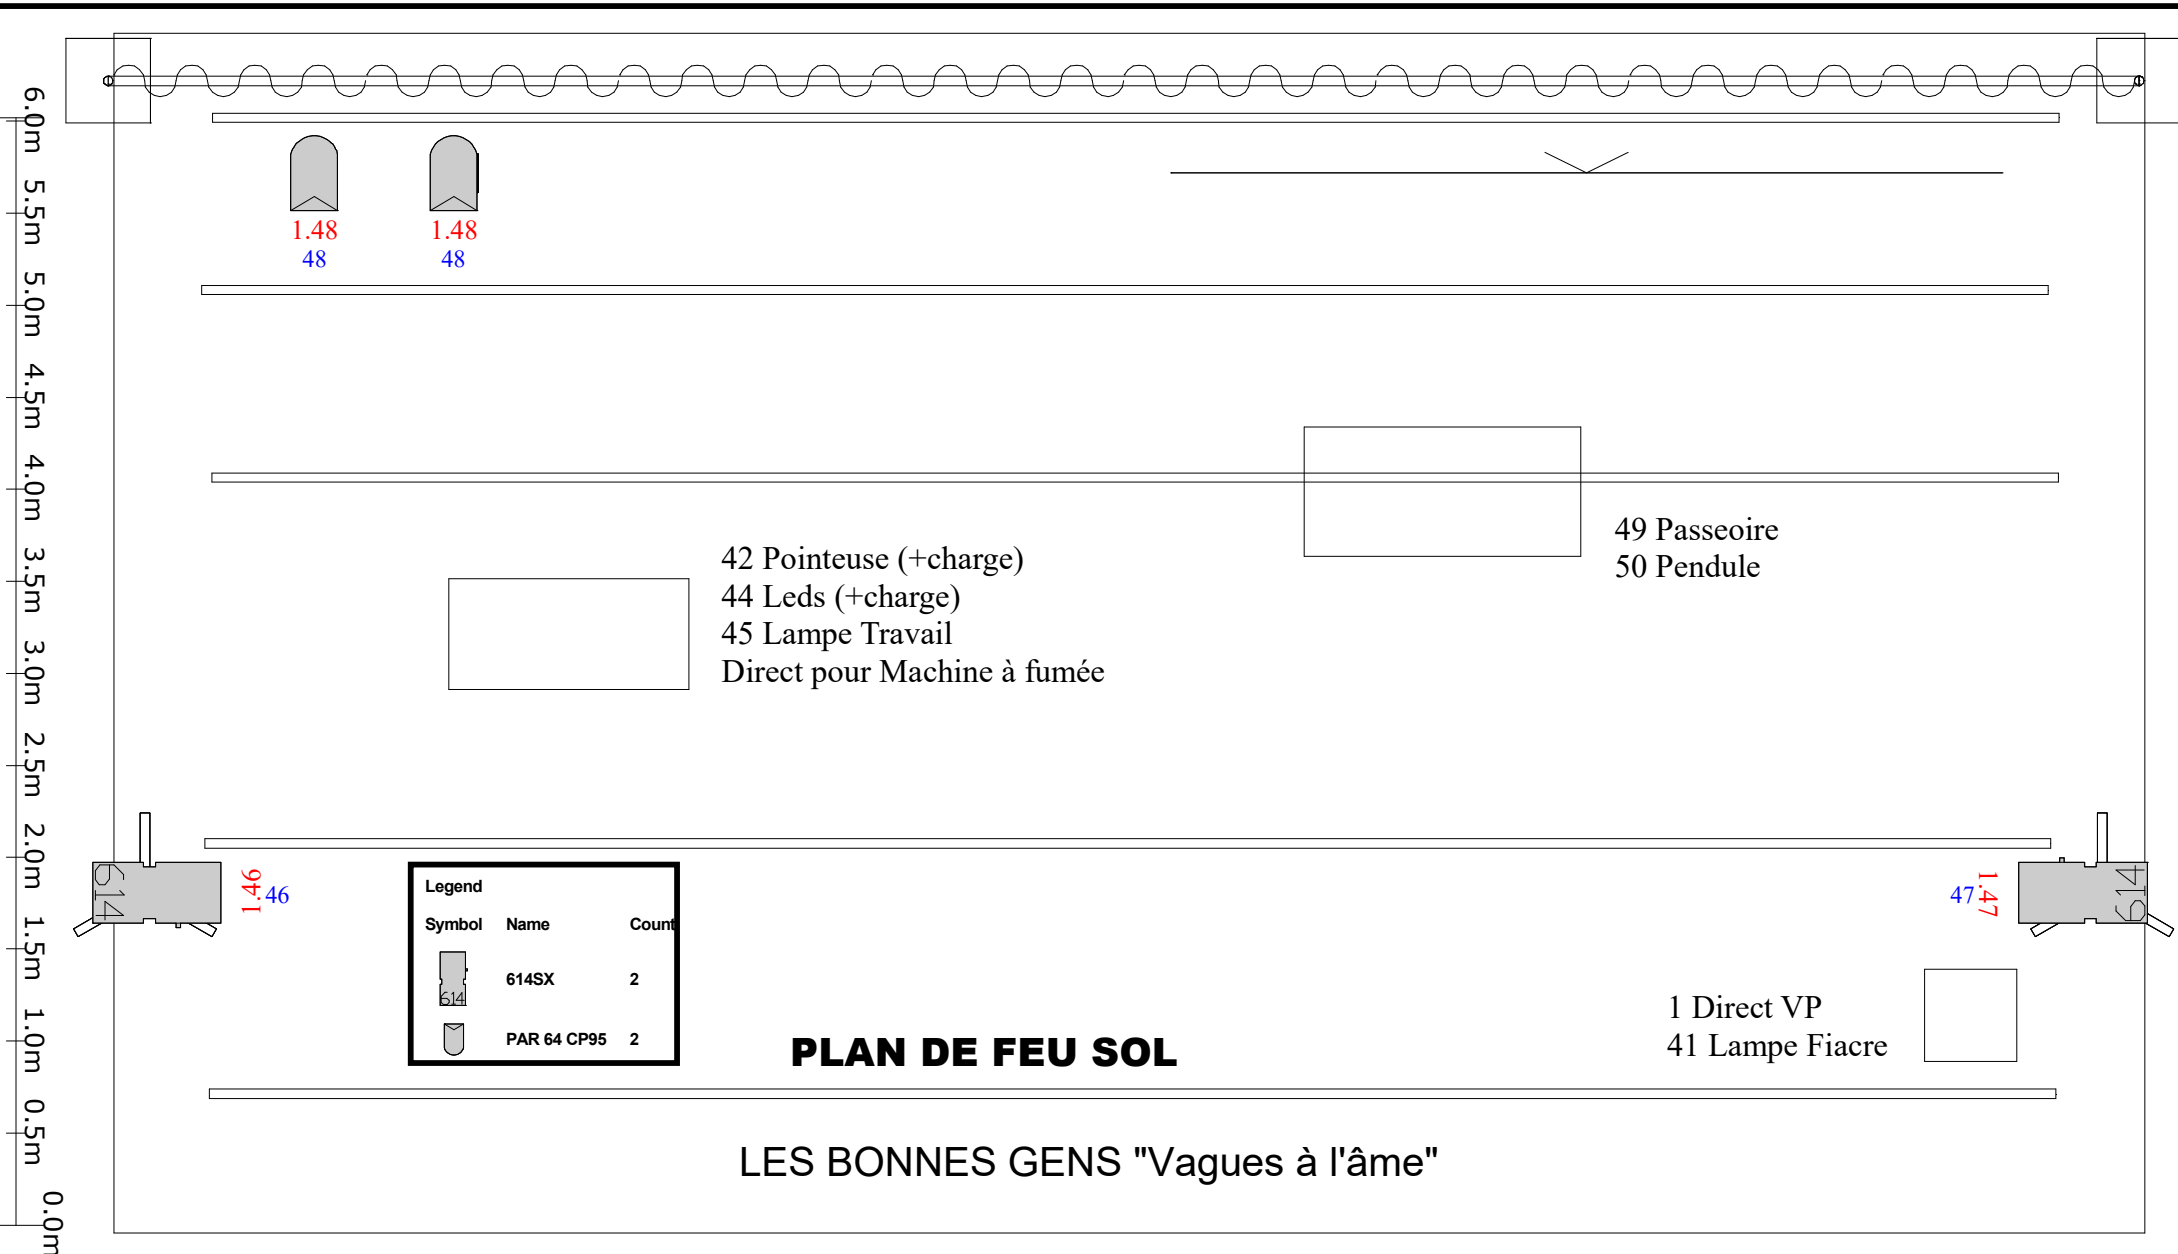 6.0m
5.5m
5.0m
4.5m
4.0m
3.5m
3.0m
2.5m
2.0m
1.5m
1.0m
0.5m
0.0m
1.48
48
1.48
48
49 Passeoire
50 Pendule
42 Pointeuse (+charge)
44 Leds (+charge)
45 Lampe Travail
Direct pour Machine à fumée
614
1.46
46
47
1.47
614
Legend
Symbol Name Count
614 614SX 2
PAR 64 CP95 2
1 Direct VP
41 Lampe Fiacre
PLAN DE FEU SOL
LES BONNES GENS "Vagues à l'âme"